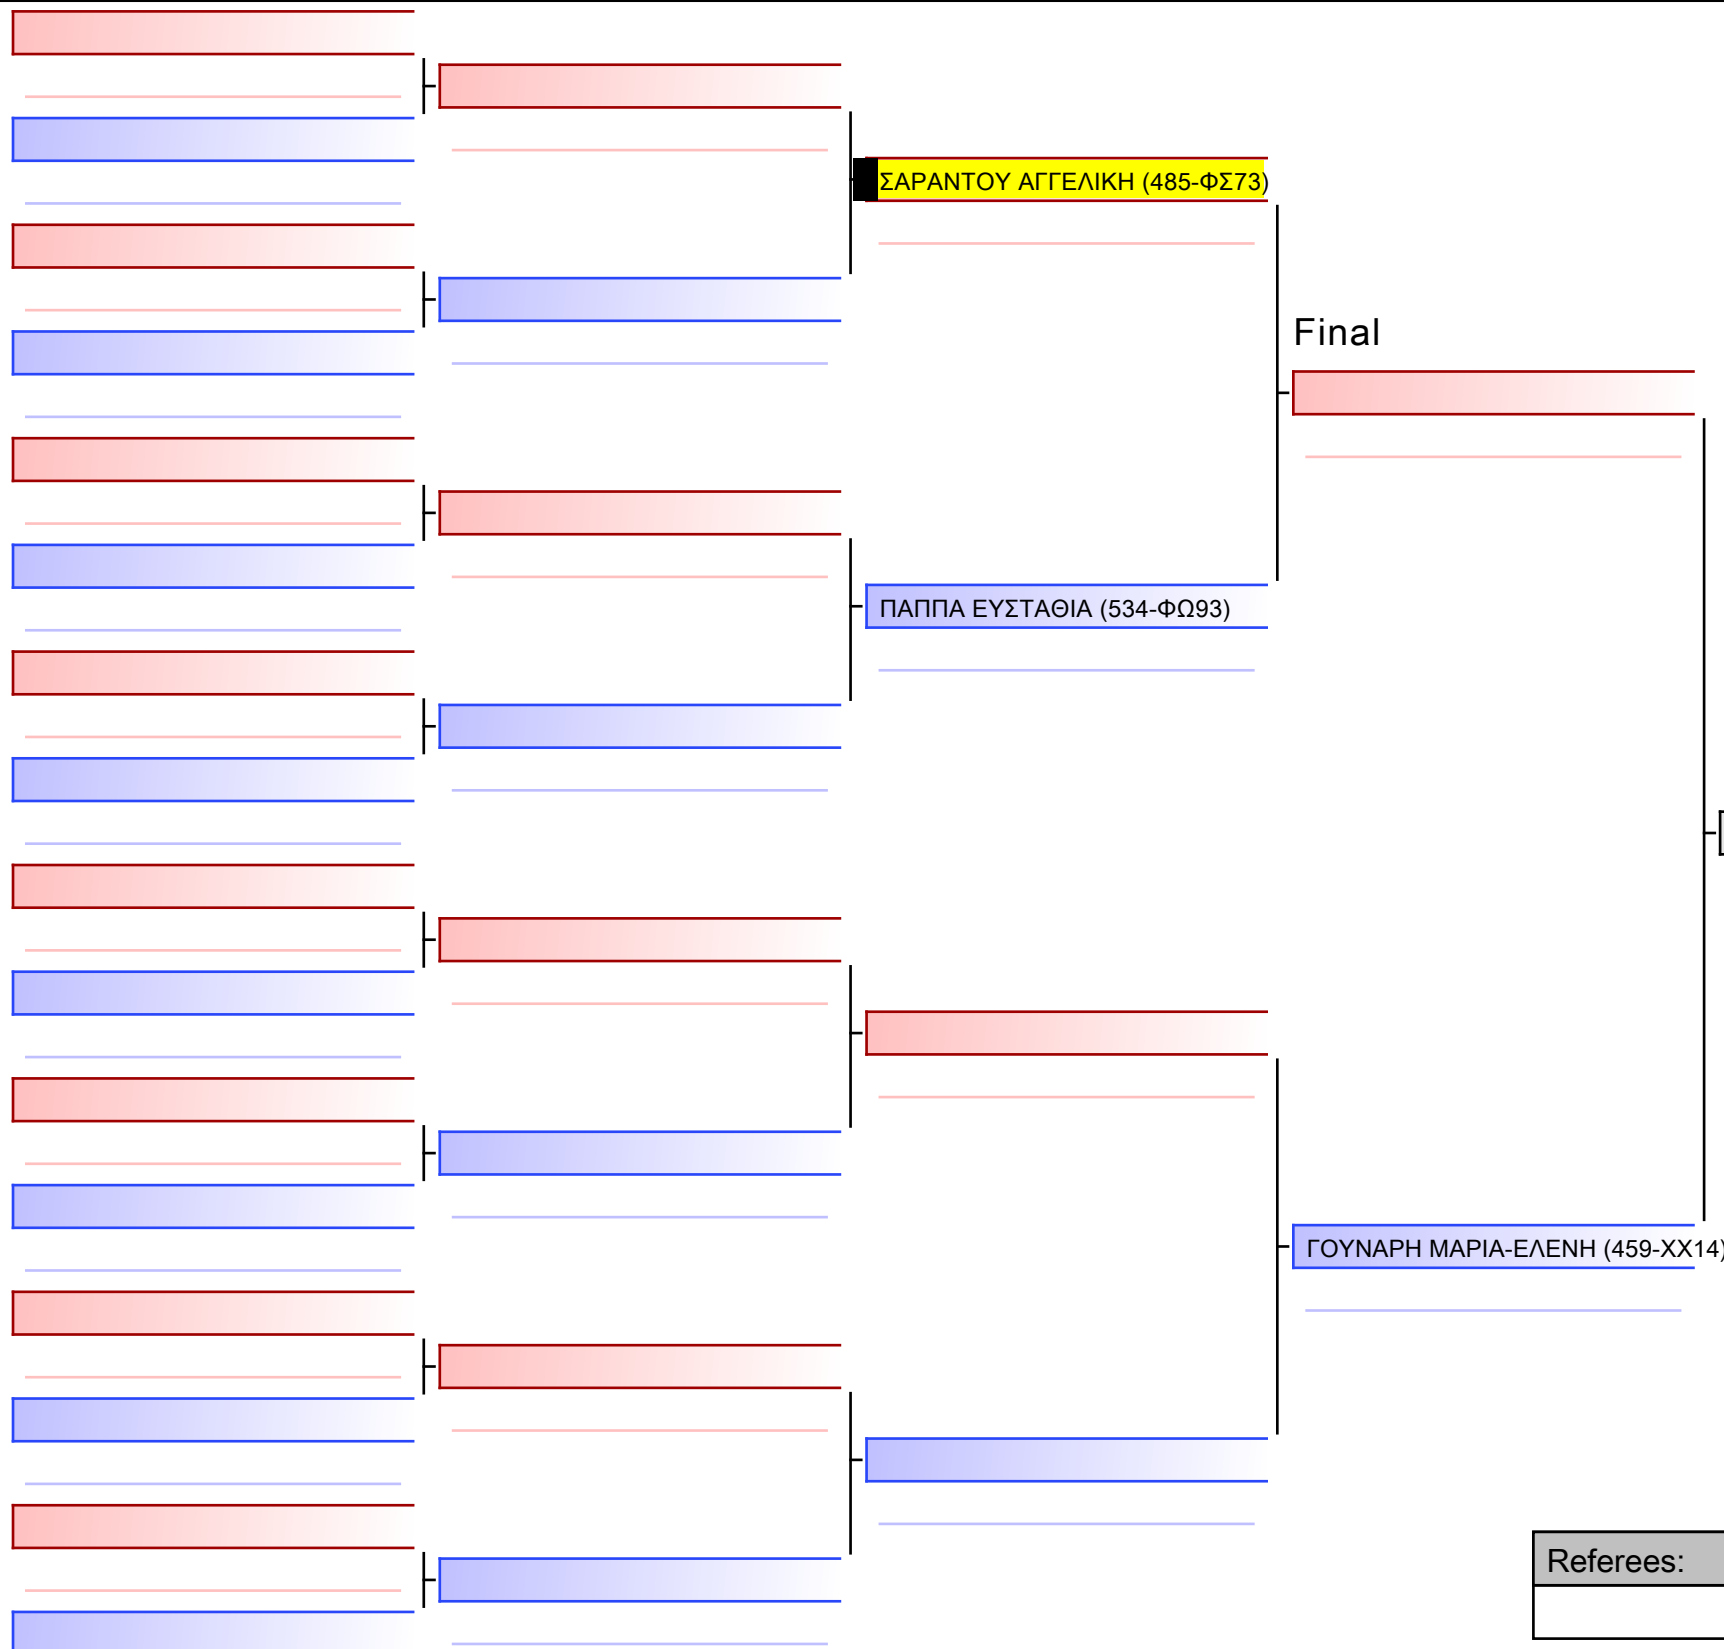 ΣΑΡΑΝΤΟΥ ΑΓΓΕΛΙΚΗ (485-ΦΣ73)
Final
ΠΑΠΠΑ ΕΥΣΤΑΘΙΑ (534-ΦΩ93)
ΓΟΥΝΑΡΗ ΜΑΡΙΑ-ΕΛΕΝΗ (459-ΧΧ14)
Referees: